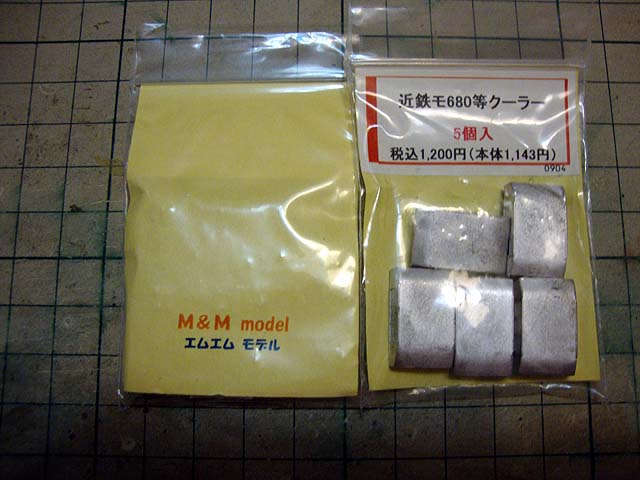 M&M model
エムエム モデル
近鉄モ680等クーラー
5個入
税込1,200円(本体1,143円)
0904